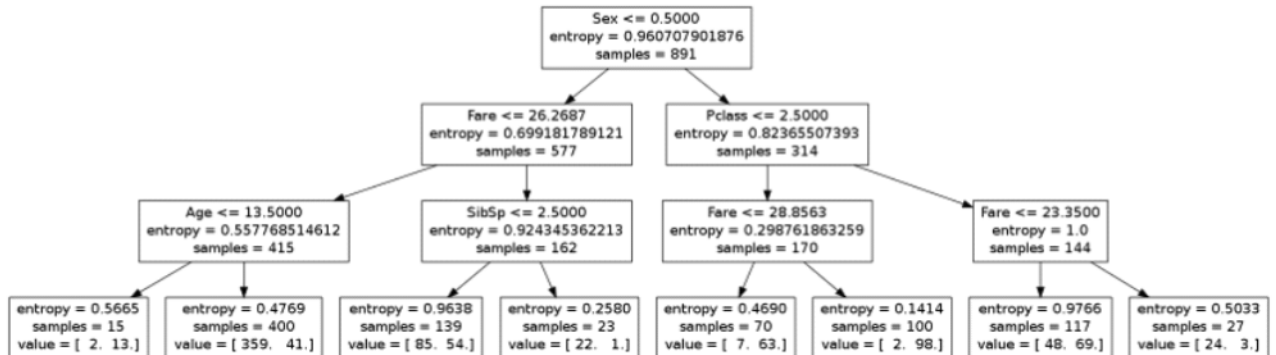 Sex <= 0.5000
entropy = 0.960707901876
samples = 891
Fare <= 26.2687
entropy = 0.699181789121
samples = 577
Pclass <= 2.5000
entropy = 0.82365507393
samples = 314
Age <= 13.5000
entropy = 0.557768514612
samples = 415
SibSp <= 2.5000
entropy = 0.924345362213
samples = 162
Fare <= 28.8563
entropy = 0.298761863259
samples = 170
Fare <= 23.3500
entropy = 1.0
samples = 144
entropy = 0.5665
samples = 15
value = [ 2. 13.]
entropy = 0.4769
samples = 400
value = [ 359. 41.]
entropy = 0.9638
samples = 139
value = [ 85. 54.]
entropy = 0.2580
samples = 23
value = [ 22. 1.]
entropy = 0.4690
samples = 70
value = [ 7. 63.]
entropy = 0.1414
samples = 100
value = [ 2. 98.]
entropy = 0.9766
samples = 117
value = [ 48. 69.]
entropy = 0.5033
samples = 27
value = [ 24. 3.]